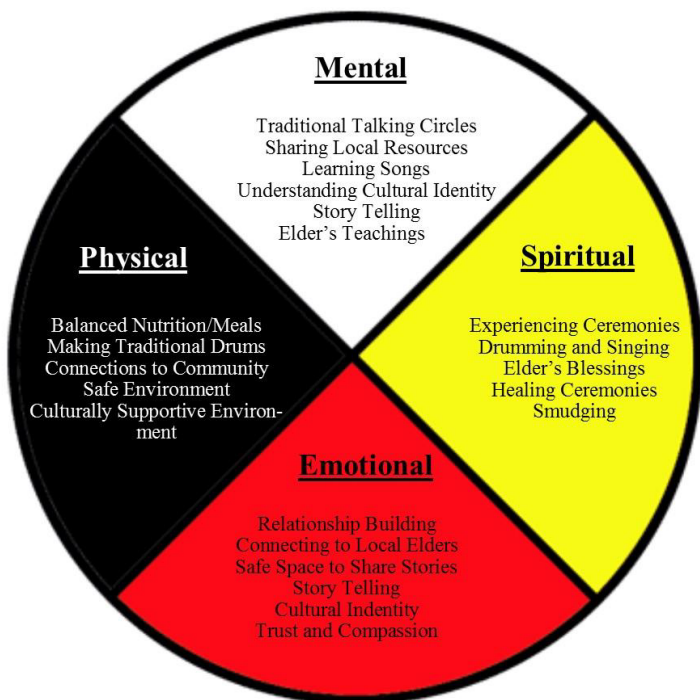 Mental
Traditional Talking Circles
Sharing Local Resources
Learning Songs
Understanding Cultural Identity
Story Telling
Elder's Teachings
Physical
Balanced Nutrition/Meals
Making Traditional Drums
Connections to Community
Safe Environment
Culturally Supportive Environ-
ment
Spiritual
Experiencing Ceremonies
Drumming and Singing
Elder's Blessings
Healing Ceremonies
Smudging
Emotional
Relationship Building
Connecting to Local Elders
Safe Space to Share Stories
Story Telling
Cultural Indentity
Trust and Compassion